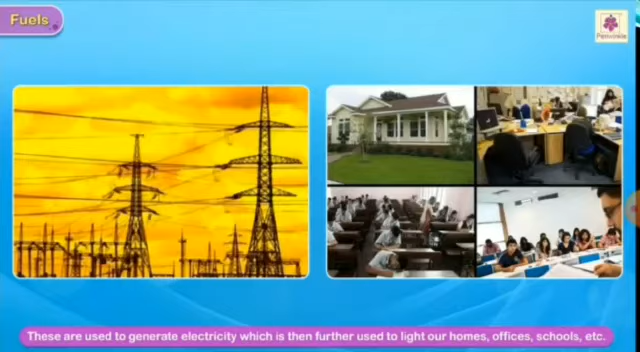 Fuels
Periwinkle
These are used to generate electricity which is then further used to light our homes, offices, schools, etc.